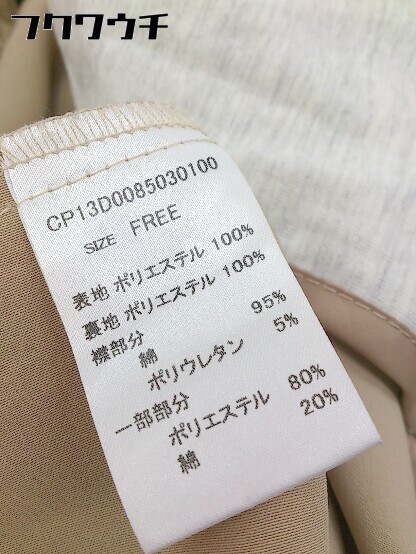 フクワウチ
CP13D0085030100
SIZE FREE
表地 ポリエステル 100%
裏地 ポリエステル 100%
襟部分
綿 95%
ポリウレタン 5%
一部部分
ポリエステル 80%
綿 20%